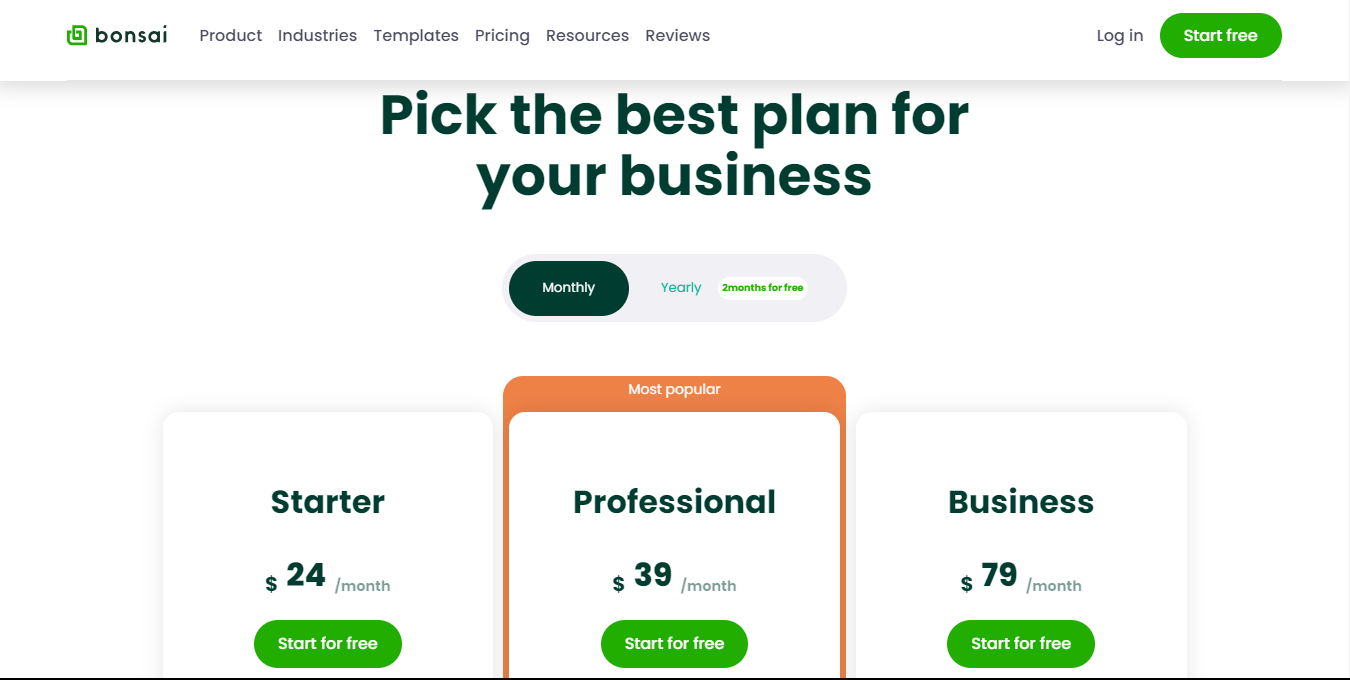 bonsai Product Industries Templates Pricing Resources Reviews Log in Start free
Pick the best plan for
your business
Monthly Yearly 2months for free
Most popular
Starter Professional Business
$ 24 /month $ 39 /month $ 79 /month
Start for free Start for free Start for free